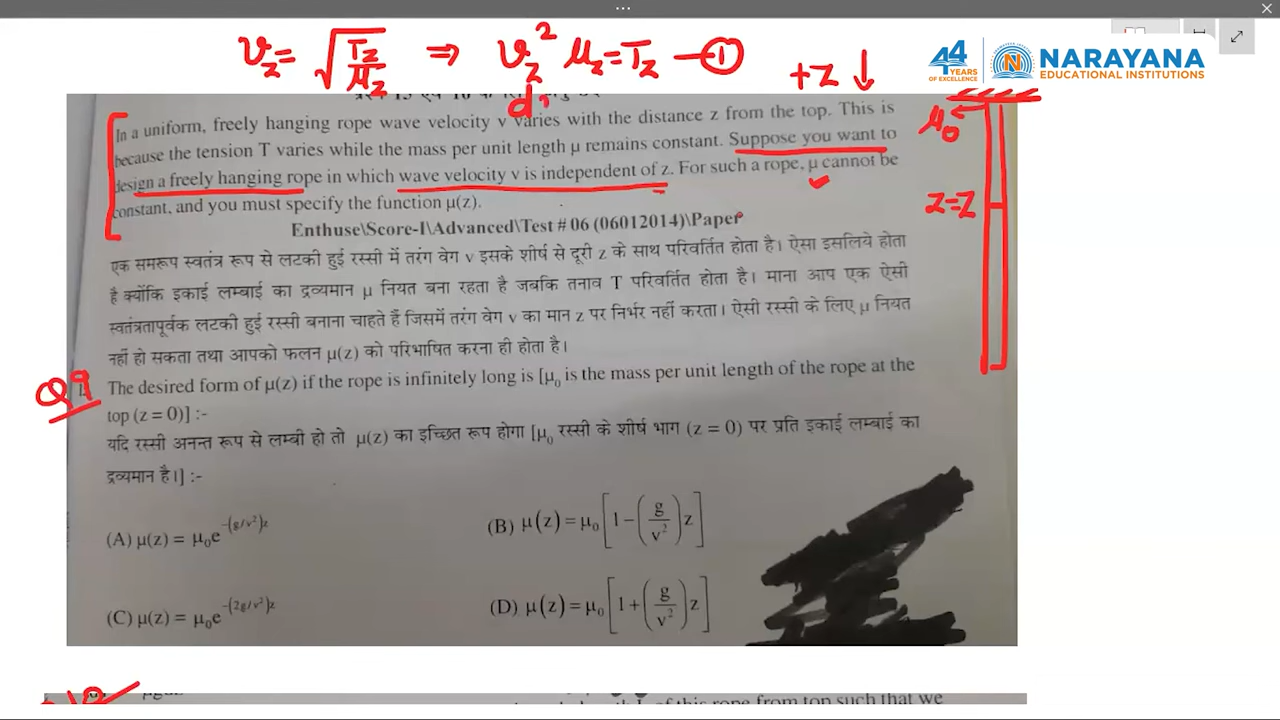 v_z = √(T_z/μ_z) ⇒ v_z² μ_z = T_z —①
+z ↓
44
YEARS
OF EXCELLENCE
NARAYANA
EDUCATIONAL INSTITUTIONS
In a uniform, freely hanging rope wave velocity v varies with the distance z from the top. This is
because the tension T varies while the mass per unit length μ remains constant. Suppose you want to
design a freely hanging rope in which wave velocity v is independent of z. For such a rope, μ cannot be
constant, and you must specify the function μ(z).
μ₀
z=z
Enthuse\Score-I\Advanced\Test # 06 (06012014)\Paper
एक समरूप स्वतंत्र रूप से लटकी हुई रस्सी में तरंग वेग v इसके शीर्ष से दूरी z के साथ परिवर्तित होता है। ऐसा इसलिये होता
है क्योंकि इकाई लम्बाई का द्रव्यमान μ नियत बना रहता है जबकि तनाव T परिवर्तित होता है। माना आप एक ऐसी
स्वतंत्रतापूर्वक लटकी हुई रस्सी बनाना चाहते हैं जिसमें तरंग वेग v का मान z पर निर्भर नहीं करता। ऐसी रस्सी के लिए μ नियत
नहीं हो सकता तथा आपको फलन μ(z) को परिभाषित करना ही होता है।
Q9
The desired form of μ(z) if the rope is infinitely long is [μ₀ is the mass per unit length of the rope at the
top (z = 0)] :-
यदि रस्सी अनन्त रूप से लम्बी हो तो μ(z) का इच्छित रूप होगा [μ₀ रस्सी के शीर्ष भाग (z = 0) पर प्रति इकाई लम्बाई का
द्रव्यमान है।] :-
(A) μ(z) = μ₀e^(-(g/v²)z) (B) μ(z) = μ₀[1-(g/v²)z]
(C) μ(z) = μ₀e^(-(2g/v²)z) (D) μ(z) = μ₀[1+(g/v²)z]
of this rope from top such that we